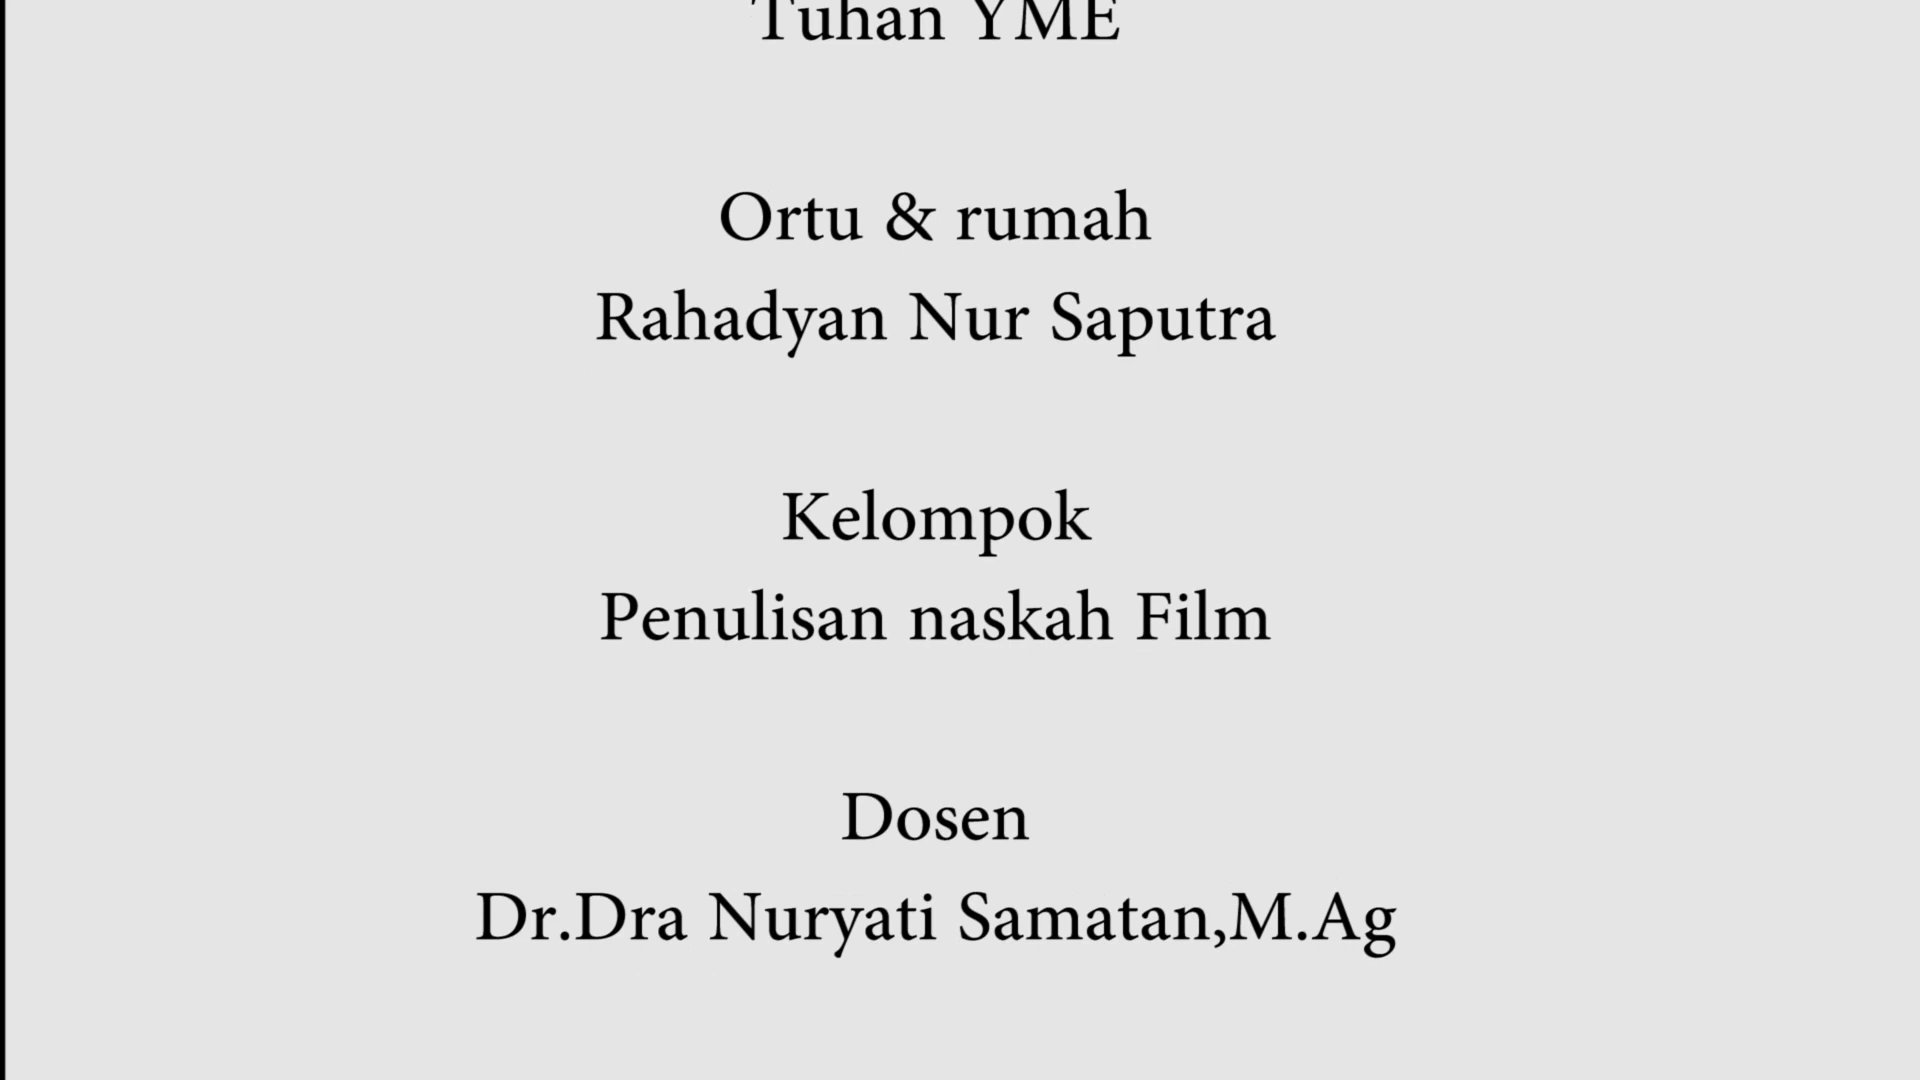 Tuhan YME
Ortu & rumah
Rahadyan Nur Saputra
Kelompok
Penulisan naskah Film
Dosen
Dr.Dra Nuryati Samatan,M.Ag